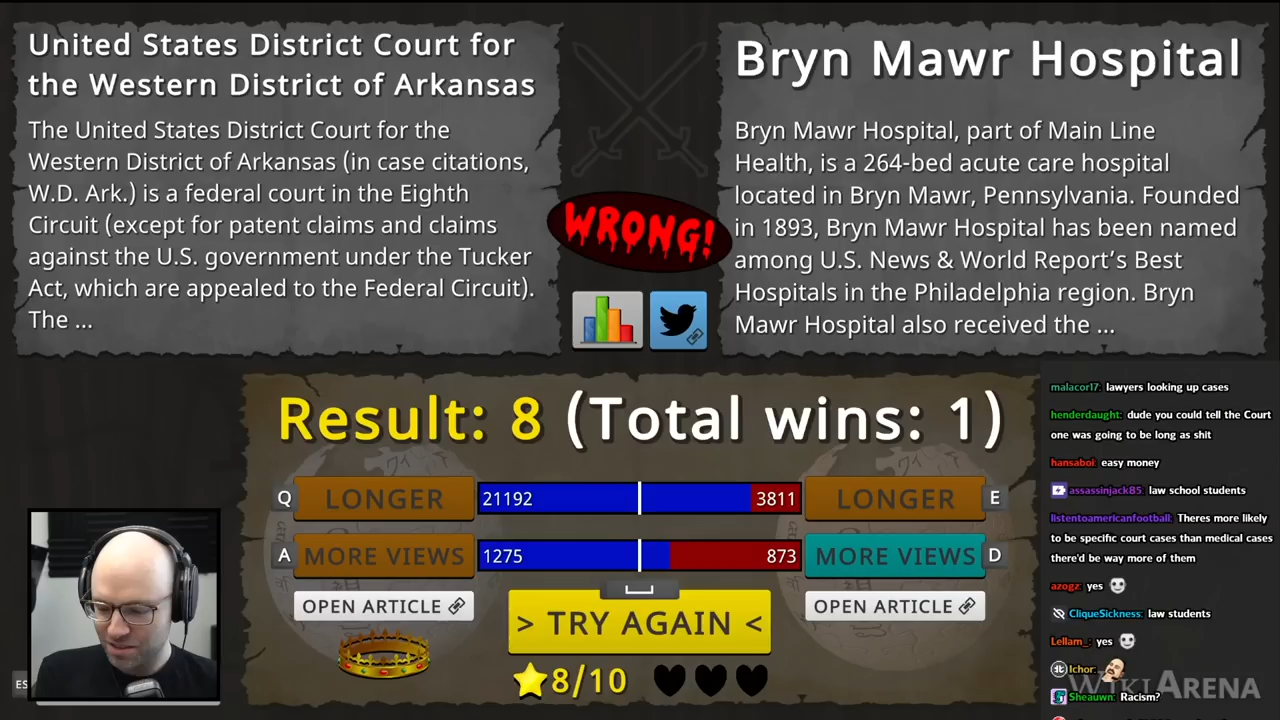 United States District Court for
the Western District of Arkansas
The United States District Court for the
Western District of Arkansas (in case citations,
W.D. Ark.) is a federal court in the Eighth
Circuit (except for patent claims and claims
against the U.S. government under the Tucker
Act, which are appealed to the Federal Circuit).
The ...
WRONG!
Bryn Mawr Hospital
Bryn Mawr Hospital, part of Main Line
Health, is a 264-bed acute care hospital
located in Bryn Mawr, Pennsylvania. Founded
in 1893, Bryn Mawr Hospital has been named
among U.S. News & World Report’s Best
Hospitals in the Philadelphia region. Bryn
Mawr Hospital also received the ...
Result: 8 (Total wins: 1)
Q LONGER 21192 3811 LONGER E
A MORE VIEWS 1275 873 MORE VIEWS D
OPEN ARTICLE
OPEN ARTICLE
> TRY AGAIN <
8/10
ES
malacor17: lawyers looking up cases
henderdaught: dude you could tell the Court
one was going to be long as shit
hansaboi: easy money
assassinjack85: law school students
listentoamericanfootball: Theres more likely
to be specific court cases than medical cases
there'd be way more of them
azogz: yes
CliqueSickness: law students
Lellam_: yes
Ichor:
Sheauwn: Racism?
WIKIARENA